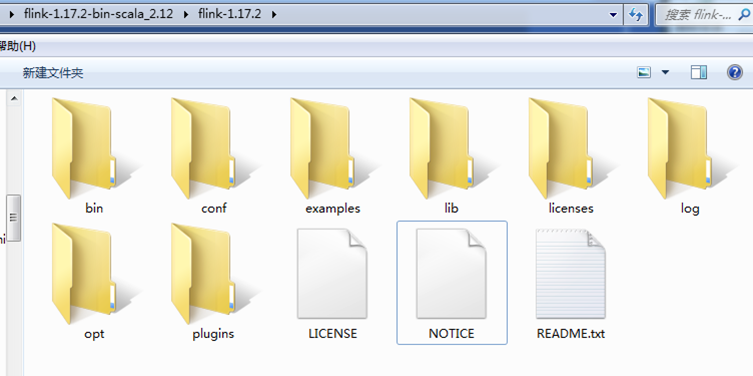 flink-1.17.2-bin-scala_2.12 flink-1.17.2 搜索 flink-...
帮助(H)
新建文件夹
bin conf examples lib licenses log
opt plugins LICENSE NOTICE README.txt